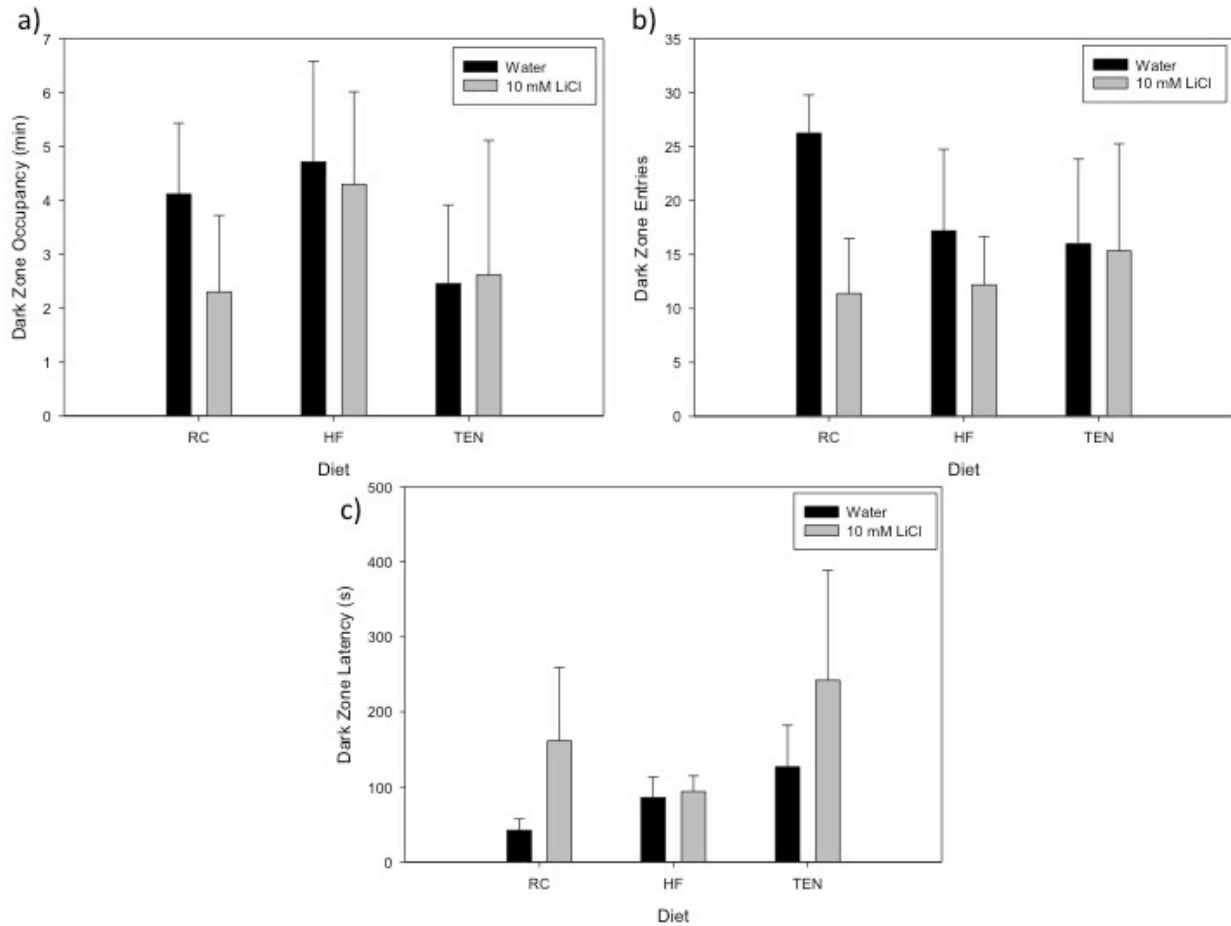 a)
Dark Zone Occupancy (min)
7
6
5
4
3
2
1
0
Water
10 mM LiCl
RC
HF
TEN
Diet
b)
Dark Zone Entries
35
30
25
20
15
10
5
0
Water
10 mM LiCl
RC
HF
TEN
Diet
c)
Dark Zone Latency (s)
500
400
300
200
100
0
Water
10 mM LiCl
RC
HF
TEN
Diet